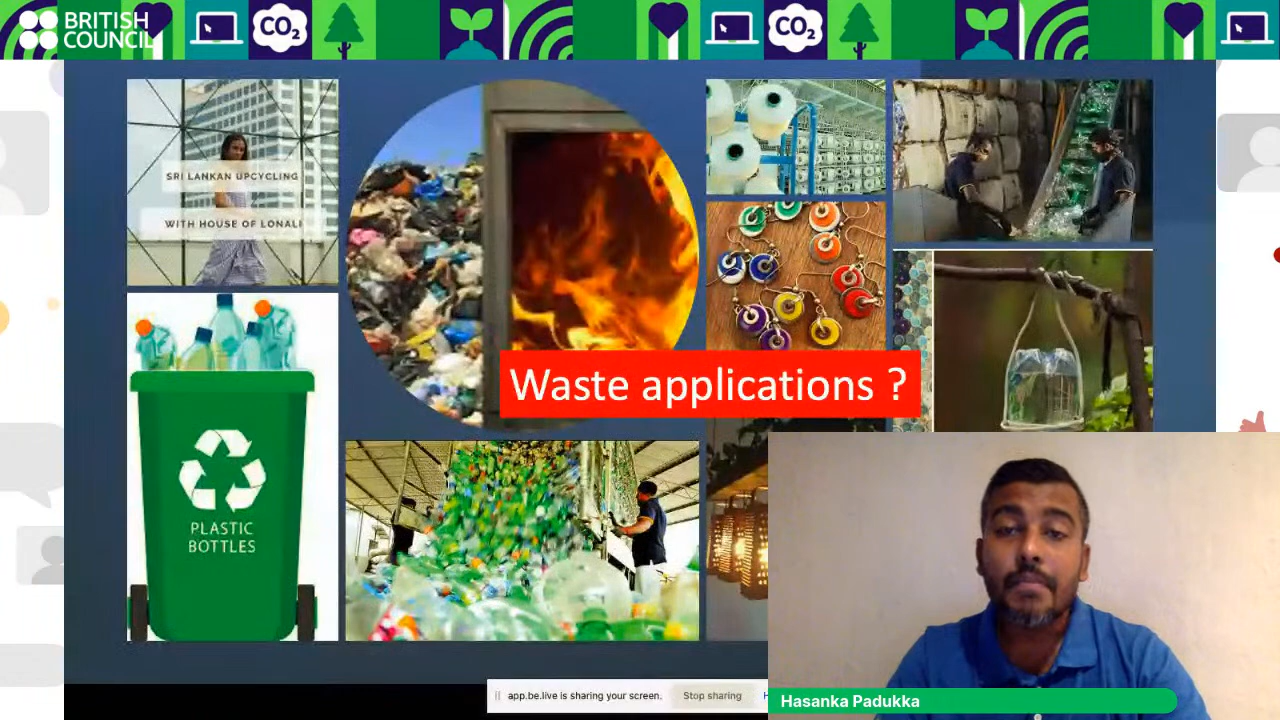 BRITISH
COUNCIL
CO₂
CO₂
SRI LANKAN UPCYCLING
WITH HOUSE OF LONALI
Waste applications ?
PLASTIC
BOTTLES
app.be.live is sharing your screen.
Stop sharing
Hasanka Padukka